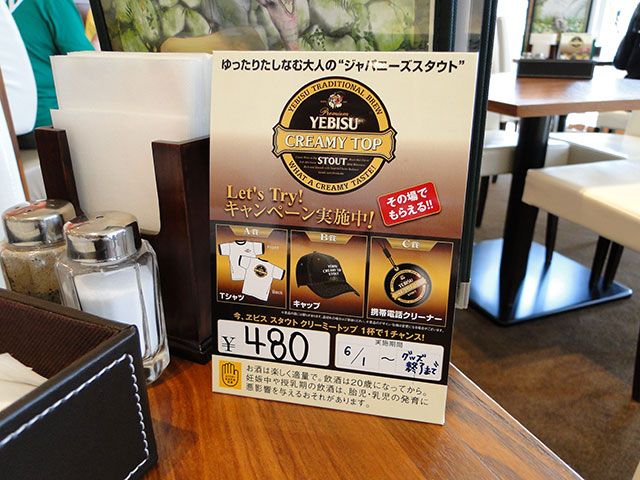 ゆったりたしなむ大人の"ジャパニーズスタウト"
YEBISU TRADITIONAL BREW
Premium
YEBISU
CREAMY TOP
STOUT
WHAT A CREAMY TASTE!
Let's Try!
キャンペーン実施中!
その場で
もらえる!!
A賞
B賞
C賞
Front
Back
Tシャツ
キャップ
携帯電話クリーナー
今、ヱビス スタウト クリーミートップ 1杯で1チャンス!
¥480
実施期間
6/1 〜 グッズ終了まで
お酒は楽しく適量で。飲酒は20歳になってから。
妊娠中や授乳期の飲酒は、胎児・乳児の発育に
悪影響を与えるおそれがあります。